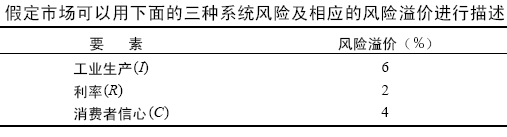 假定市场可以用下面的三种系统风险及相应的风险溢价进行描述
要 素 风险溢价(%)
工业生产(I) 6
利率(R) 2
消费者信心(C) 4